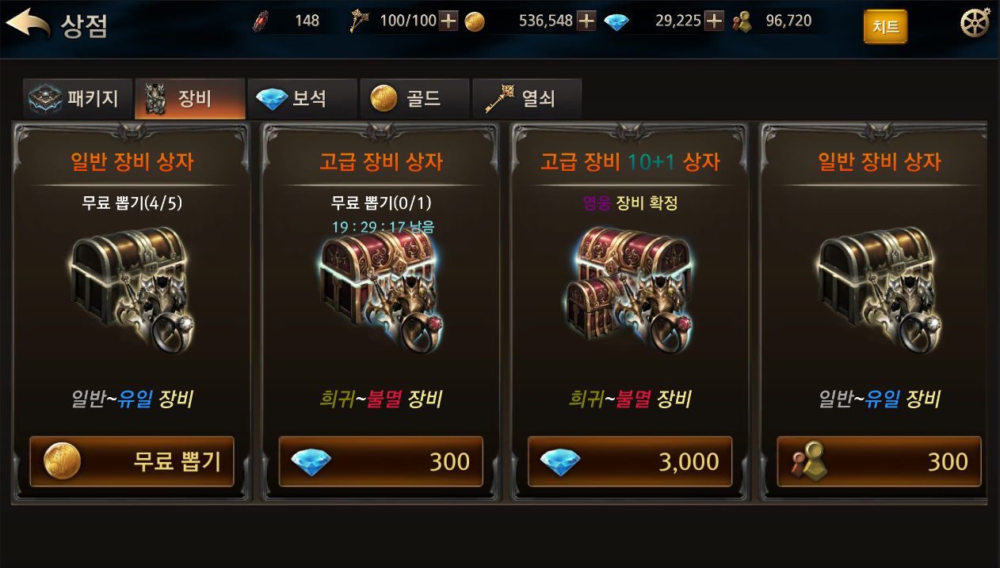 상점
148
100/100
536,548
29,225
96,720
치트
패키지
장비
보석
골드
열쇠
일반 장비 상자
무료 뽑기(4/5)
일반~유일 장비
무료 뽑기
고급 장비 상자
무료 뽑기(0/1)
19 : 29 : 17 남음
희귀~불멸 장비
300
고급 장비 10+1 상자
영웅 장비 확정
희귀~불멸 장비
3,000
일반 장비 상자
일반~유일 장비
300